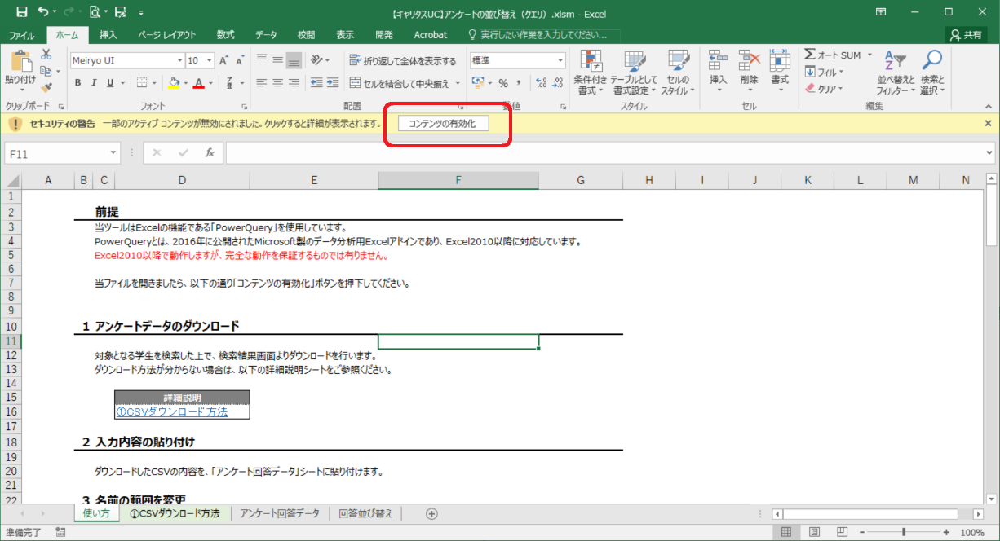 【キャリタスUC】アンケートの並び替え（クエリ）.xlsm - Excel
ファイル ホーム 挿入 ページ レイアウト 数式 データ 校閲 表示 開発 Acrobat 実行したい作業を入力してください... 共有
Meiryo UI 10 A A 折り返して全体を表示する 標準 オート SUM
貼り付け B I U A セルを結合して中央揃え % 条件付き書式 テーブルとして書式設定 セルのスタイル 挿入 削除 書式 フィル クリア 並べ替えとフィルター 検索と選択
クリップボード フォント 配置 数値 スタイル セル 編集
セキュリティの警告 一部のアクティブ コンテンツが無効にされました。クリックすると詳細が表示されます。 コンテンツの有効化
F11 fx
A B C D E F G H I J K L M N
1
2 前提
3 当ツールはExcelの機能である「PowerQuery」を使用しています。
4 PowerQueryとは、2016年に公開されたMicrosoft製のデータ分析用Excelアドインであり、Excel2010以降に対応しています。
5 Excel2010以降で動作しますが、完全な動作を保証するものでは有りません。
6
7 当ファイルを開きましたら、以下の通り「コンテンツの有効化」ボタンを押下してください。
8
9
10 1 アンケートデータのダウンロード
11
12 対象となる学生を検索した上で、検索結果画面よりダウンロードを行います。
13 ダウンロード方法が分からない場合は、以下の詳細説明シートをご参照ください。
14
15 詳細説明
16 ①CSVダウンロード方法
17
18 2 入力内容の貼り付け
19
20 ダウンロードしたCSVの内容を、「アンケート回答データ」シートに貼り付けます。
21
22 3 名前の範囲を変更
使い方 ①CSVダウンロード方法 アンケート回答データ 回答並び替え
準備完了 100%